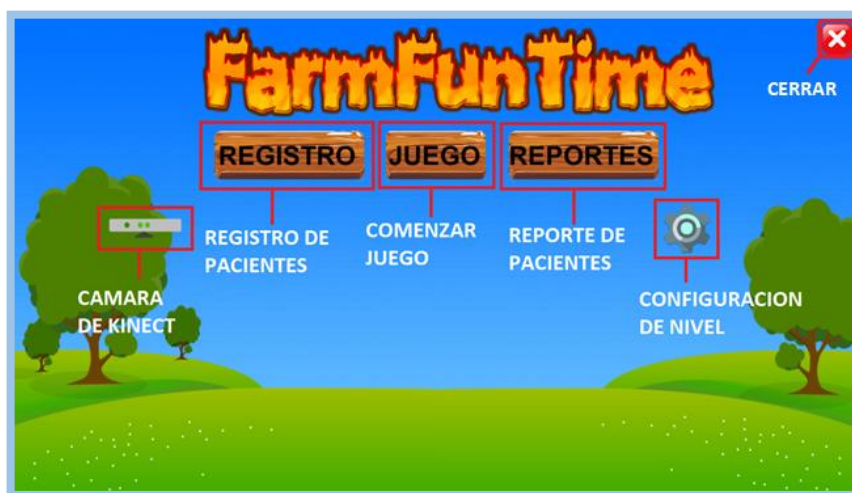 FarmFunTime
CERRAR
REGISTRO
JUEGO
REPORTES
REGISTRO DE
PACIENTES
COMENZAR
JUEGO
REPORTE DE
PACIENTES
CAMARA
DE KINECT
CONFIGURACION
DE NIVEL